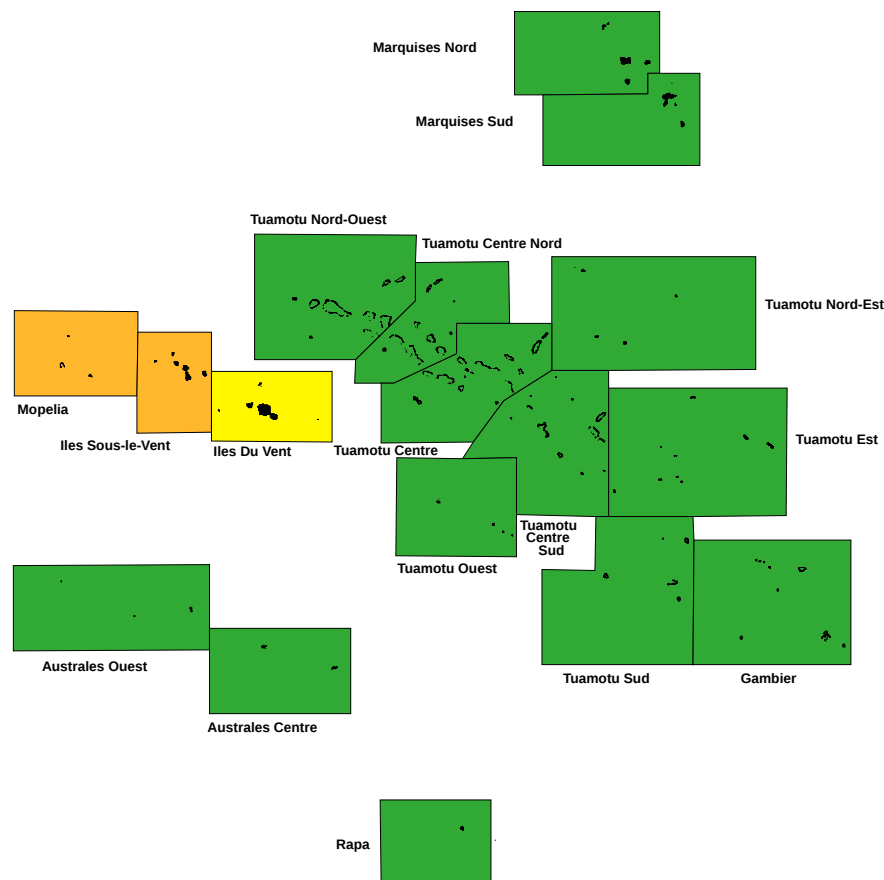 Marquises Nord
Marquises Sud
Tuamotu Nord-Ouest
Tuamotu Centre Nord
Tuamotu Nord-Est
Mopelia
Iles Sous-le-Vent
Iles Du Vent
Tuamotu Centre
Tuamotu Est
Tuamotu
Centre
Sud
Tuamotu Ouest
Australes Ouest
Tuamotu Sud
Gambier
Australes Centre
Rapa